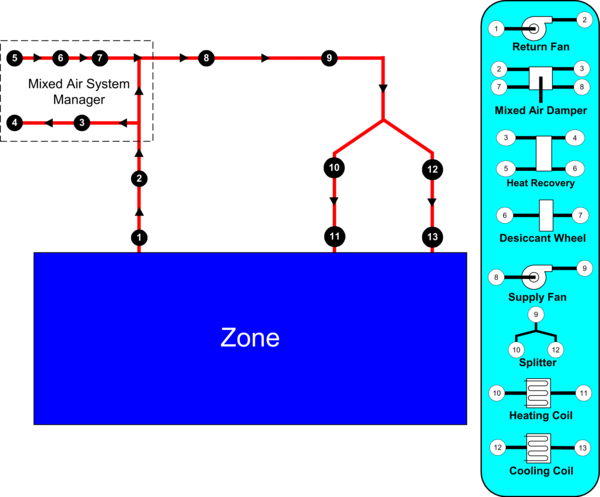 5 6 7 8 9
Mixed Air System
Manager
4 3
10 12
2
1 11 13
Zone
1 2
Return Fan
2 3
7 8
Mixed Air Damper
3 4
5 6
Heat Recovery
6 7
Desiccant Wheel
8 9
Supply Fan
9
10 12
Splitter
10 11
Heating Coil
12 13
Cooling Coil